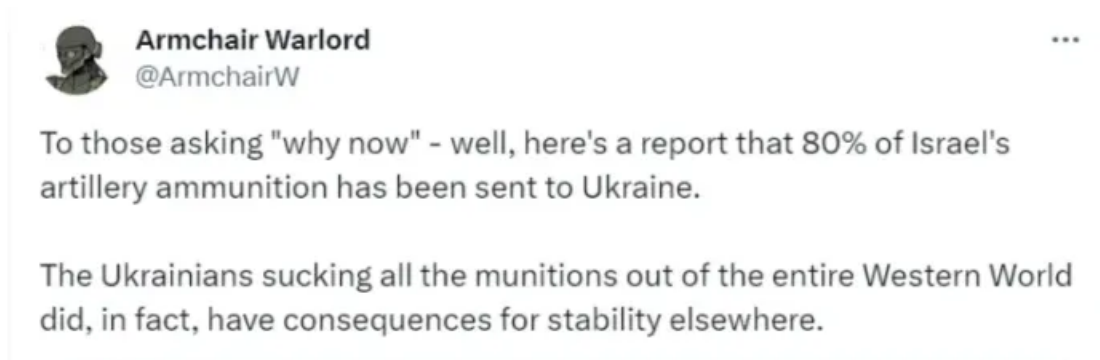 Armchair Warlord
@ArmchairW
To those asking "why now" - well, here's a report that 80% of Israel's
artillery ammunition has been sent to Ukraine.
The Ukrainians sucking all the munitions out of the entire Western World
did, in fact, have consequences for stability elsewhere.